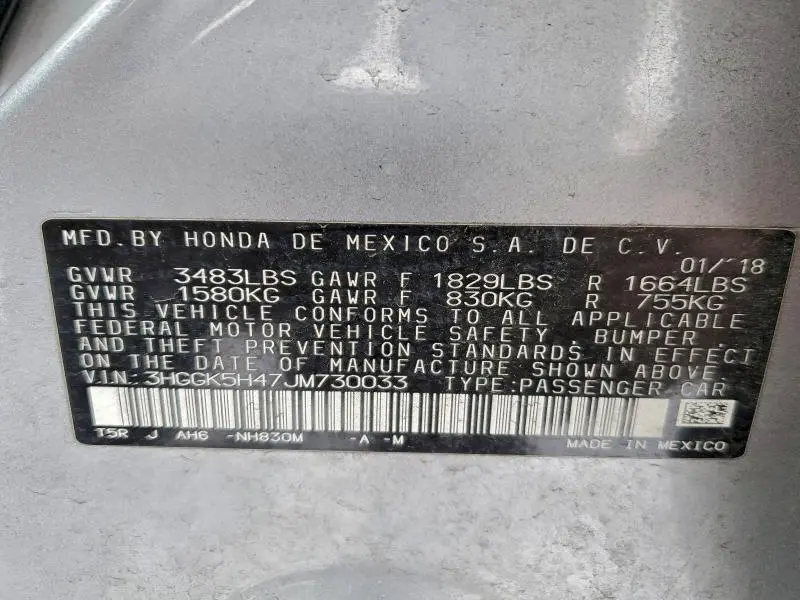 MFD. BY HONDA DE MEXICO S.A. DE C.V.
01/'18
GVWR 3483LBS GAWR F 1829LBS R 1664LBS
GVWR 1580KG GAWR F 830KG R 755KG
THIS VEHICLE CONFORMS TO ALL APPLICABLE
FEDERAL MOTOR VEHICLE SAFETY, BUMPER,
AND THEFT PREVENTION STANDARDS IN EFFECT
ON THE DATE OF MANUFACTURE SHOWN ABOVE.
VIN: 3HGGK5H47JM730033 TYPE: PASSENGER CAR
T5R J AH6 -NH830M -A -M
MADE IN MEXICO